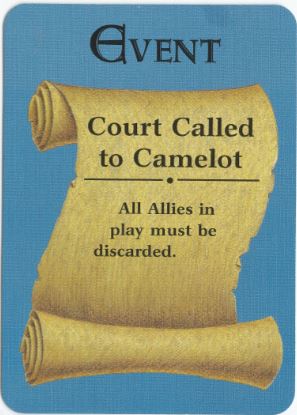 EVENT
Court Called
to Camelot
All Allies in
play must be
discarded.